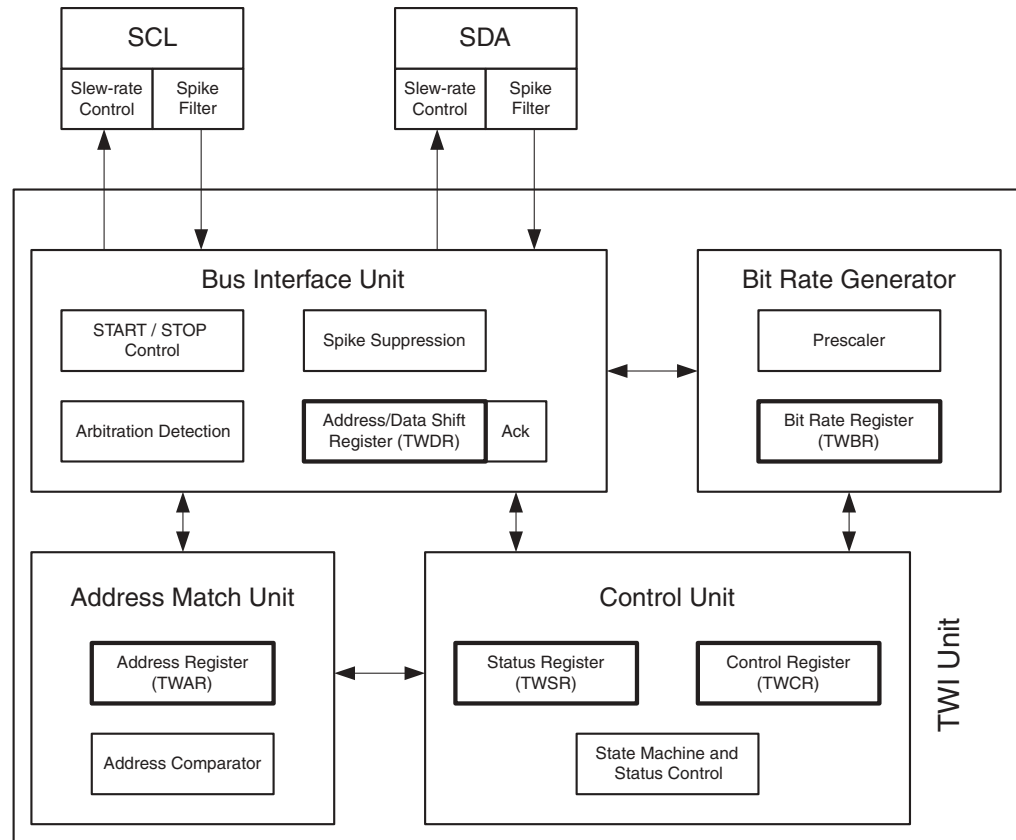 SCL
SDA
Slew-rate
Control
Spike
Filter
Slew-rate
Control
Spike
Filter
Bus Interface Unit
START / STOP
Control
Spike Suppression
Arbitration Detection
Address/Data Shift
Register (TWDR)
Ack
Bit Rate Generator
Prescaler
Bit Rate Register
(TWBR)
Address Match Unit
Address Register
(TWAR)
Address Comparator
Control Unit
Status Register
(TWSR)
Control Register
(TWCR)
State Machine and
Status Control
TWI Unit